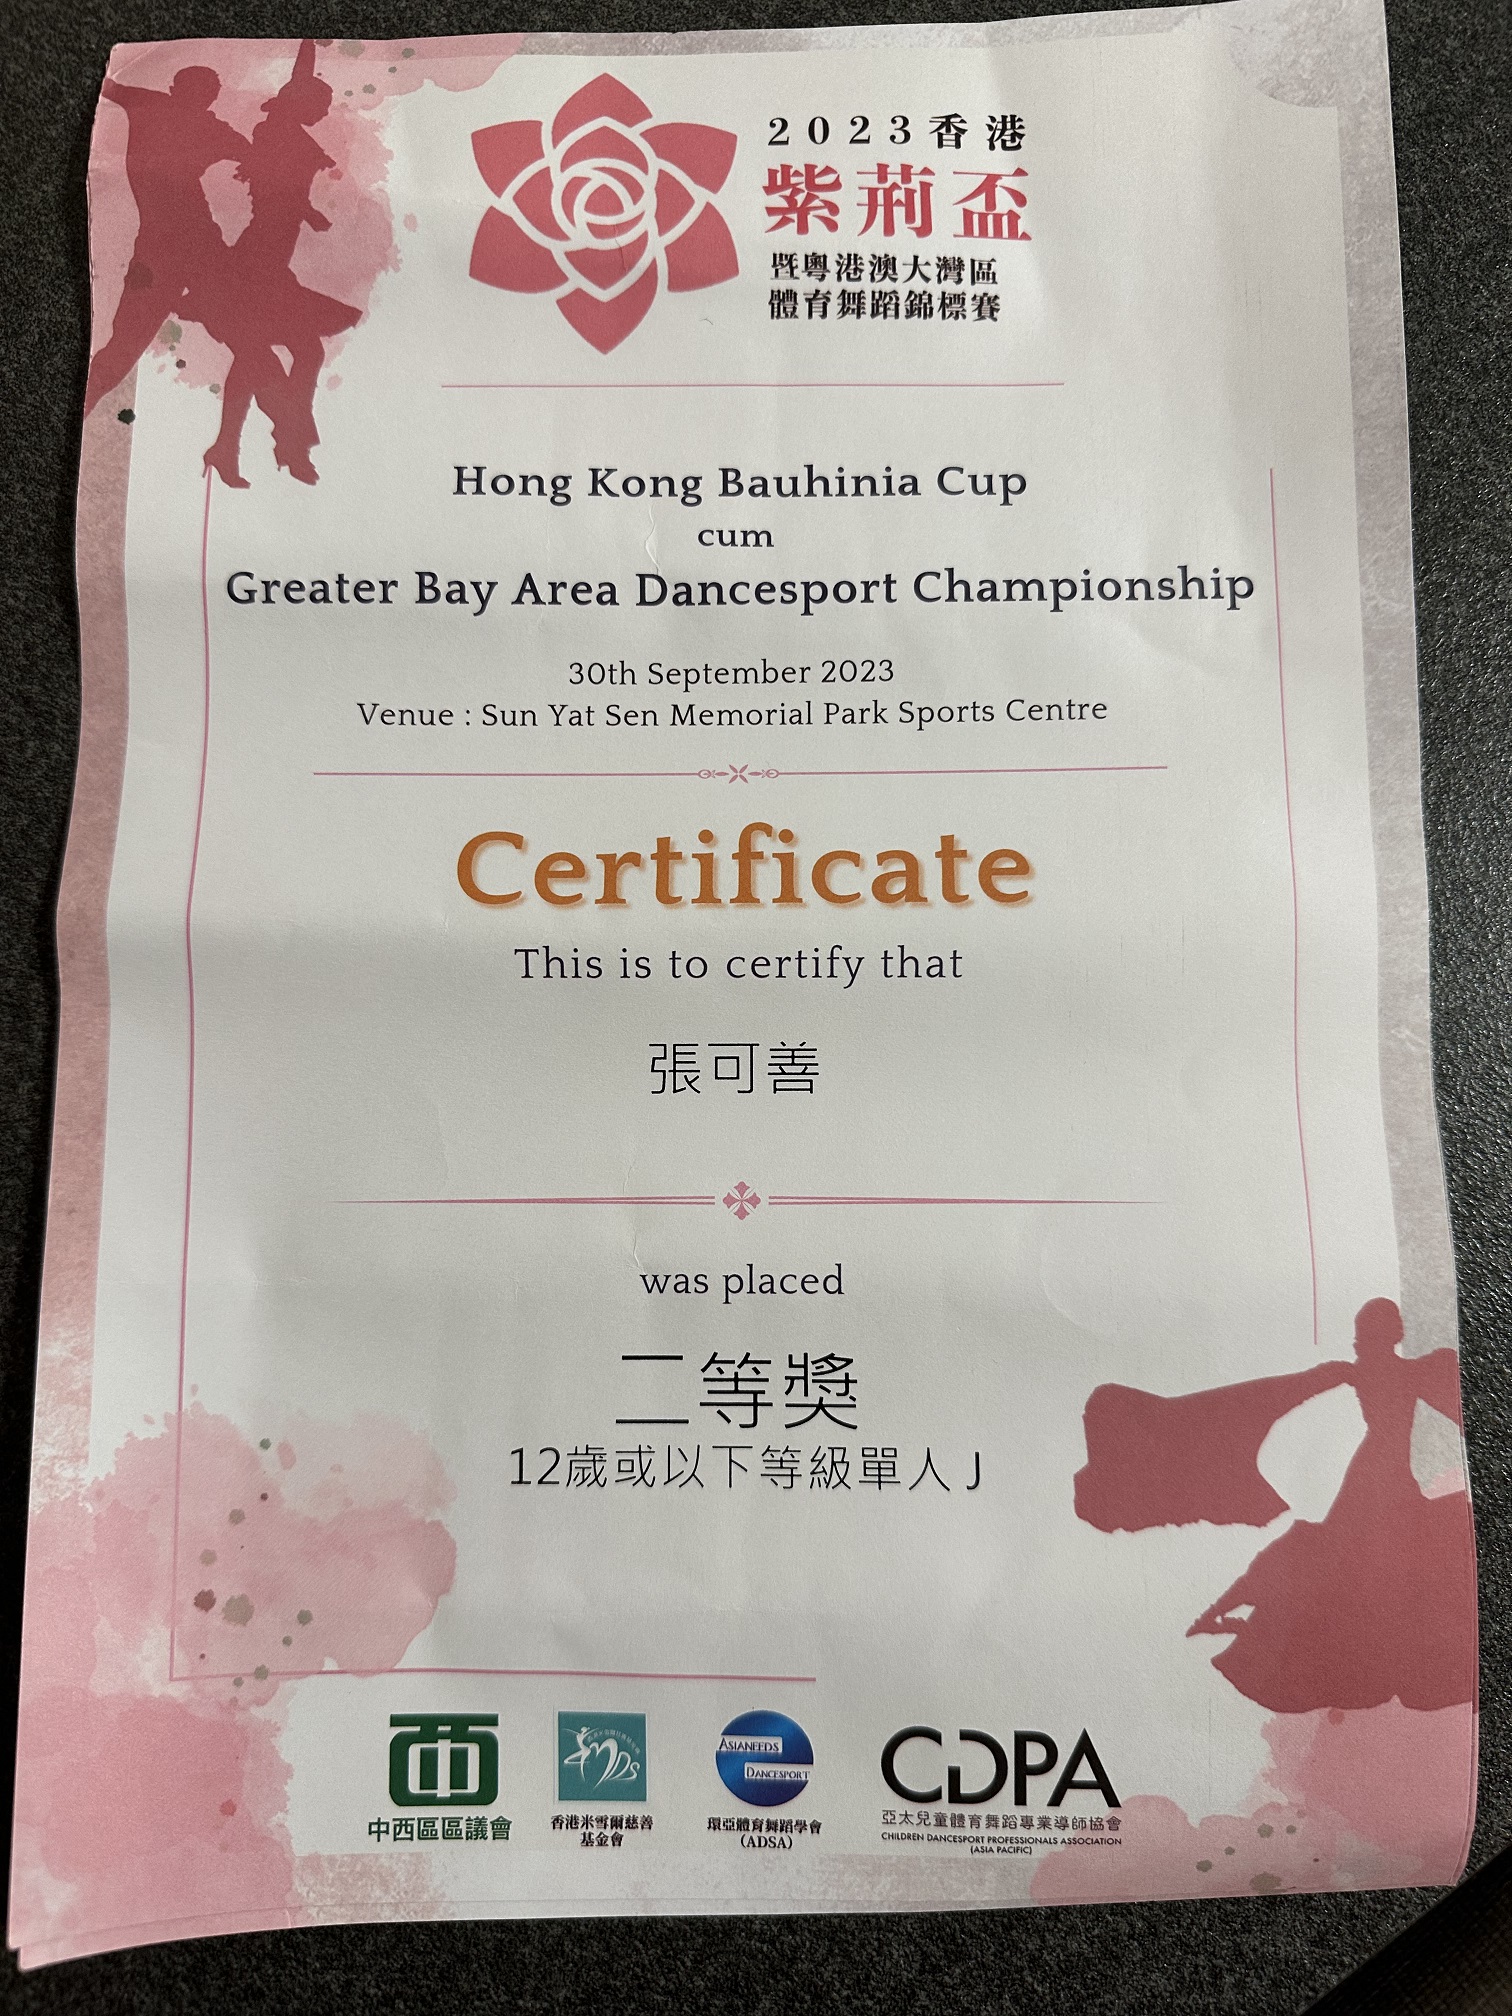 2023香港
紫荊盃
暨粵港澳大灣區
體育舞蹈錦標賽
Hong Kong Bauhinia Cup
cum
Greater Bay Area Dancesport Championship
30th September 2023
Venue : Sun Yat Sen Memorial Park Sports Centre
Certificate
This is to certify that
張可善
was placed
二等獎
12歲或以下等級單人 J
中西區區議會
MDS
香港米雪爾慈善
基金會
ASIANEEDS
DANCESPORT
環亞體育舞蹈學會
(ADSA)
CDPA
亞太兒童體育舞蹈專業導師協會
CHILDREN DANCESPORT PROFESSIONALS ASSOCIATION
(ASIA PACIFIC)